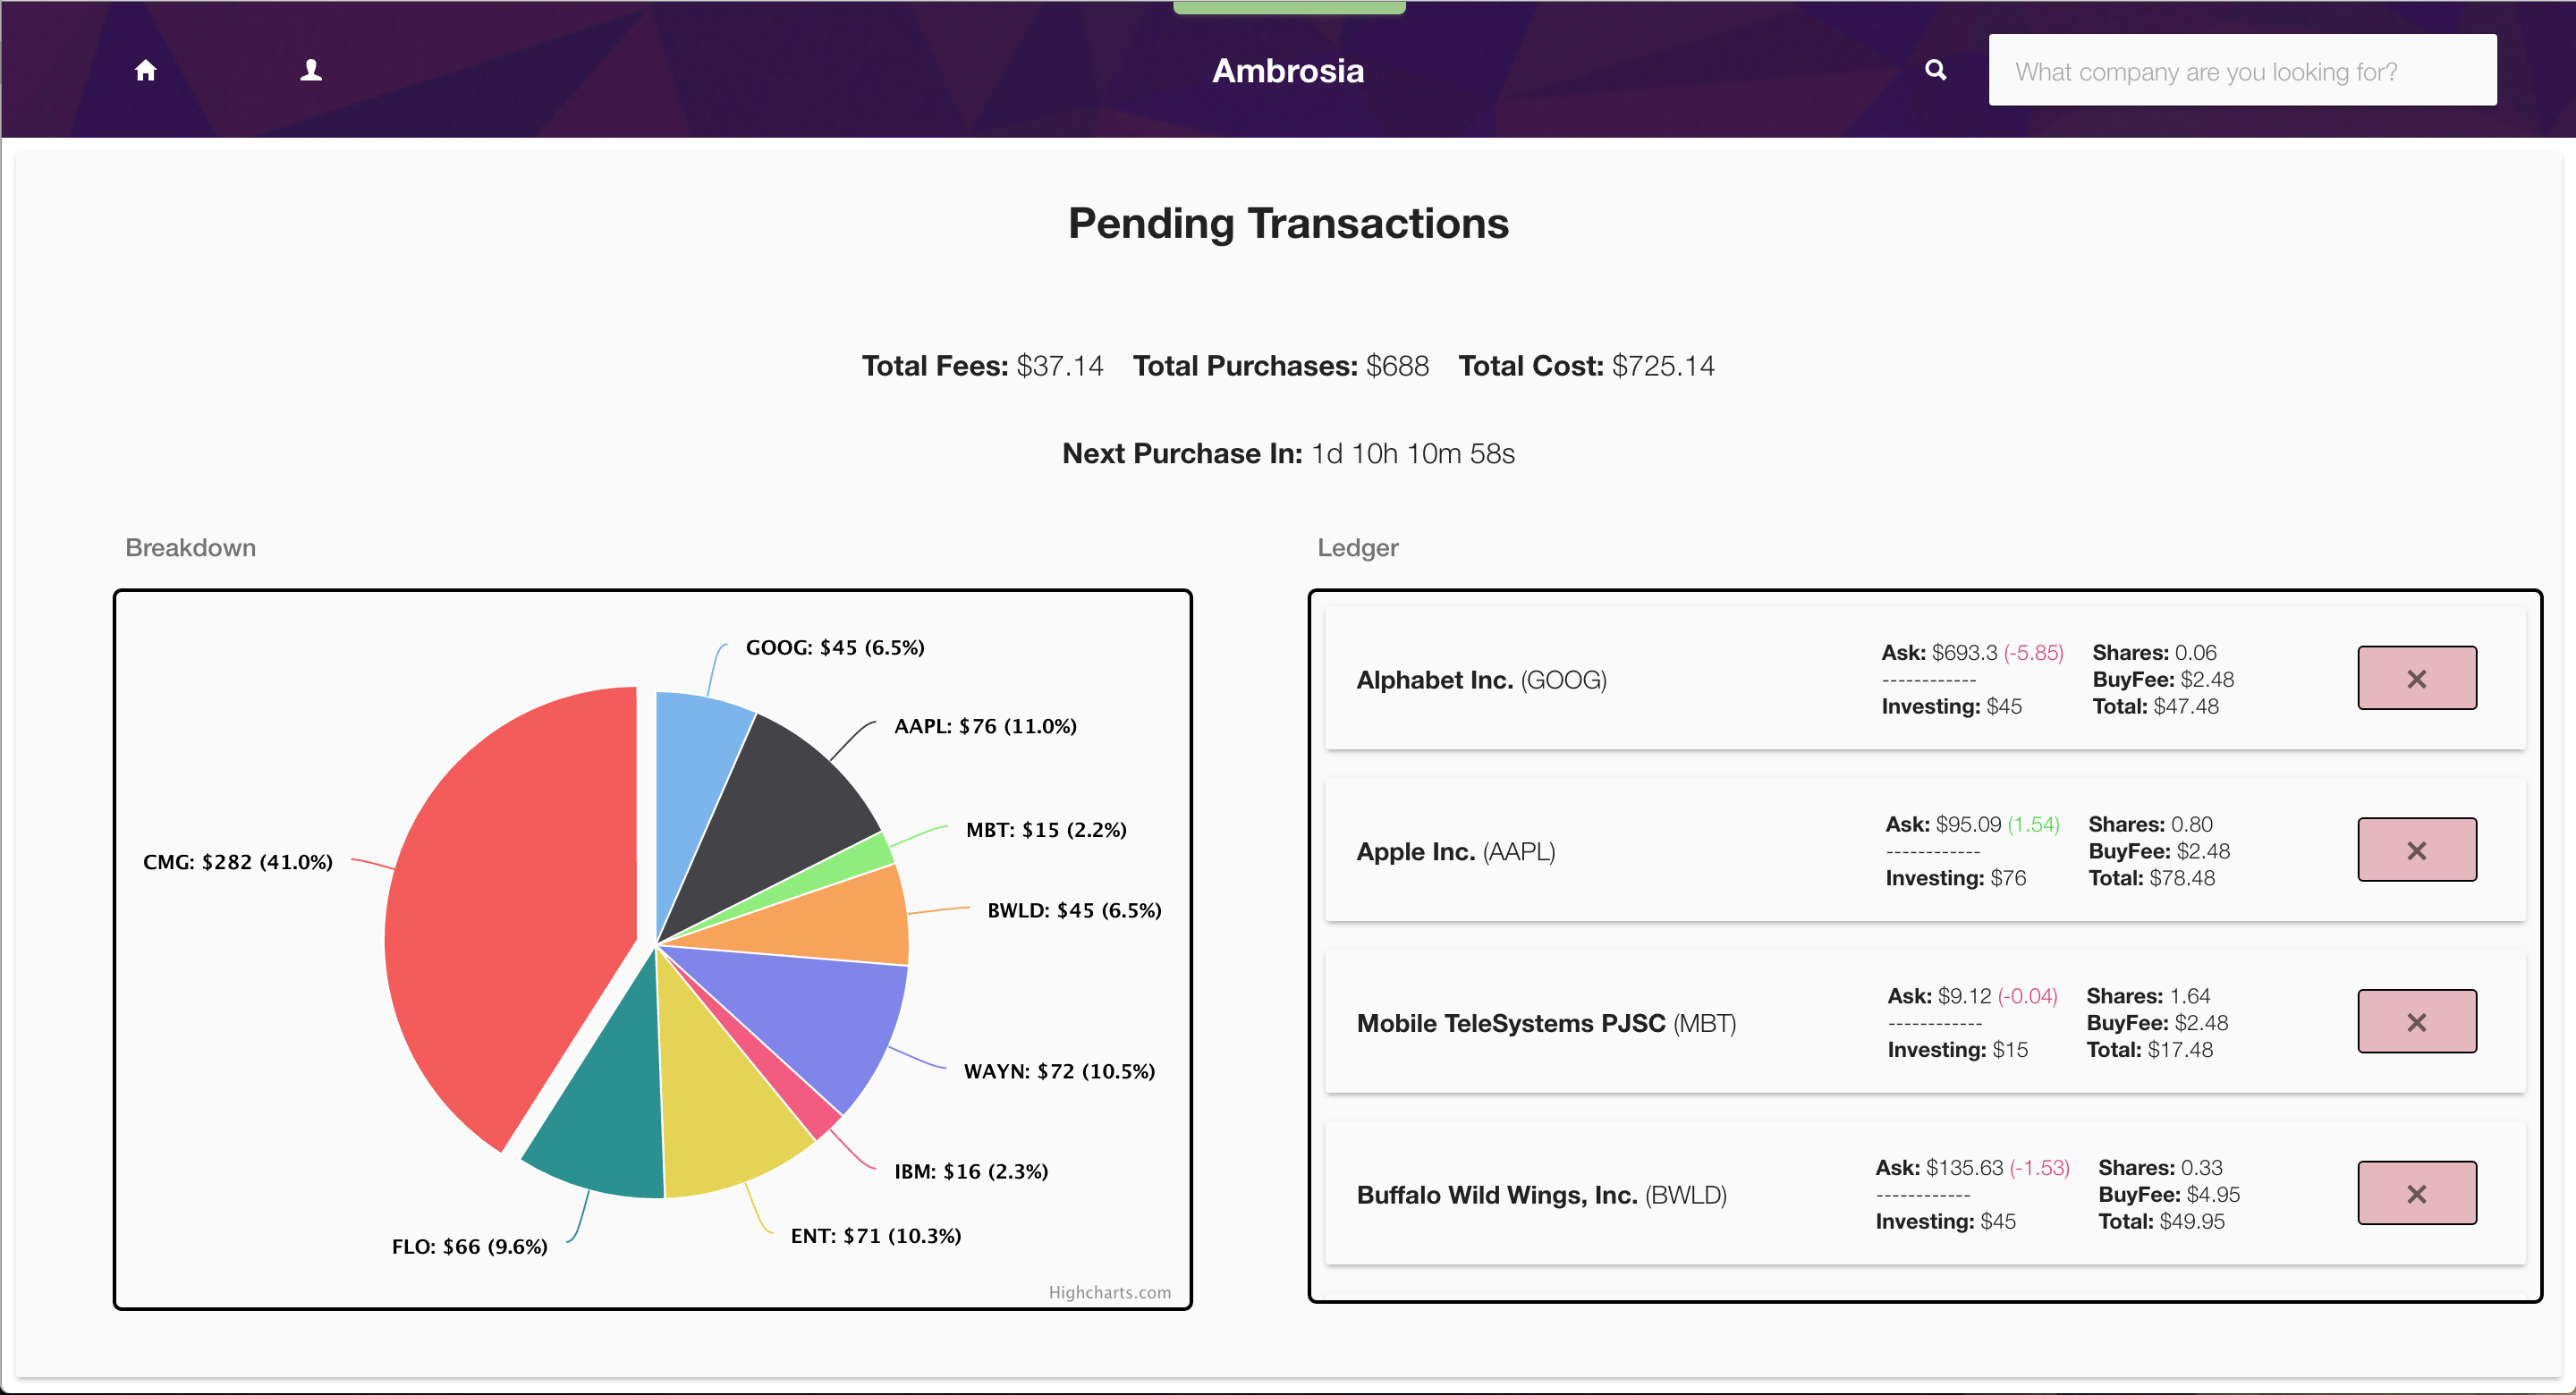 Ambrosia
What company are you looking for?
Pending Transactions
Total Fees: $37.14 Total Purchases: $688 Total Cost: $725.14
Next Purchase In: 1d 10h 10m 58s
Breakdown
GOOG: $45 (6.5%)
AAPL: $76 (11.0%)
MBT: $15 (2.2%)
CMG: $282 (41.0%)
BWLD: $45 (6.5%)
WAYN: $72 (10.5%)
IBM: $16 (2.3%)
ENT: $71 (10.3%)
FLO: $66 (9.6%)
Highcharts.com
Ledger
Alphabet Inc. (GOOG)
Ask: $693.3 (-5.85)
------------
Investing: $45
Shares: 0.06
BuyFee: $2.48
Total: $47.48
Apple Inc. (AAPL)
Ask: $95.09 (1.54)
------------
Investing: $76
Shares: 0.80
BuyFee: $2.48
Total: $78.48
Mobile TeleSystems PJSC (MBT)
Ask: $9.12 (-0.04)
------------
Investing: $15
Shares: 1.64
BuyFee: $2.48
Total: $17.48
Buffalo Wild Wings, Inc. (BWLD)
Ask: $135.63 (-1.53)
------------
Investing: $45
Shares: 0.33
BuyFee: $4.95
Total: $49.95